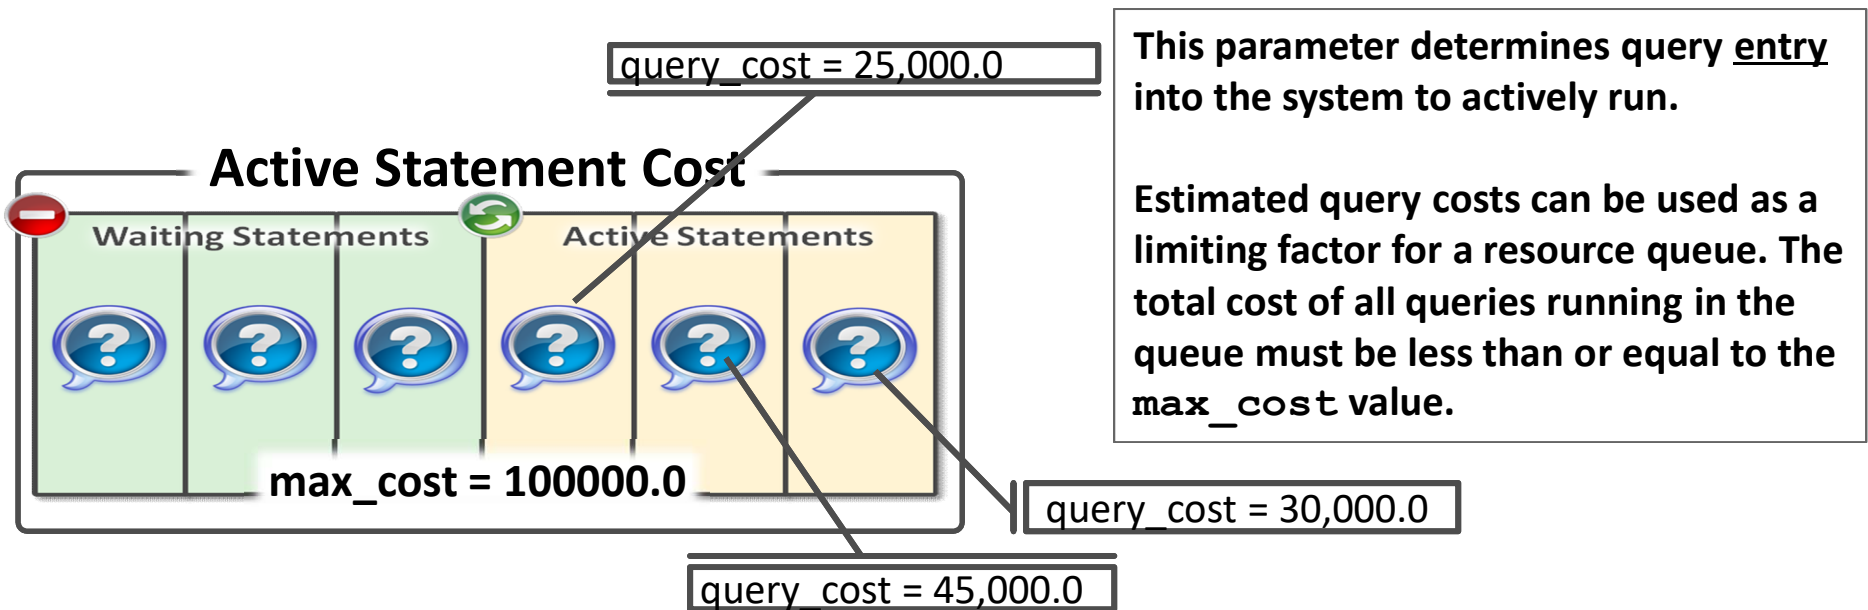 query_cost = 25,000.0
Active Statement Cost
Waiting Statements
Active Statements
max_cost = 100000.0
query_cost = 30,000.0
query_cost = 45,000.0
This parameter determines query entry
into the system to actively run.
Estimated query costs can be used as a
limiting factor for a resource queue. The
total cost of all queries running in the
queue must be less than or equal to the
max_cost value.